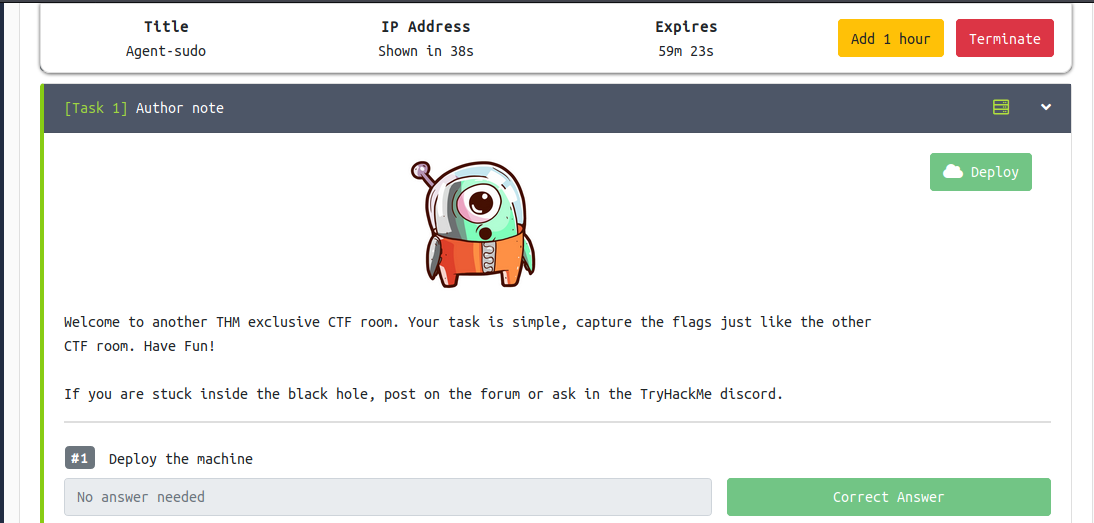 Title IP Address Expires
Agent-sudo Shown in 38s 59m 23s
Add 1 hour Terminate
[Task 1] Author note
Deploy
Welcome to another THM exclusive CTF room. Your task is simple, capture the flags just like the other
CTF room. Have Fun!
If you are stuck inside the black hole, post on the forum or ask in the TryHackMe discord.
#1 Deploy the machine
No answer needed Correct Answer